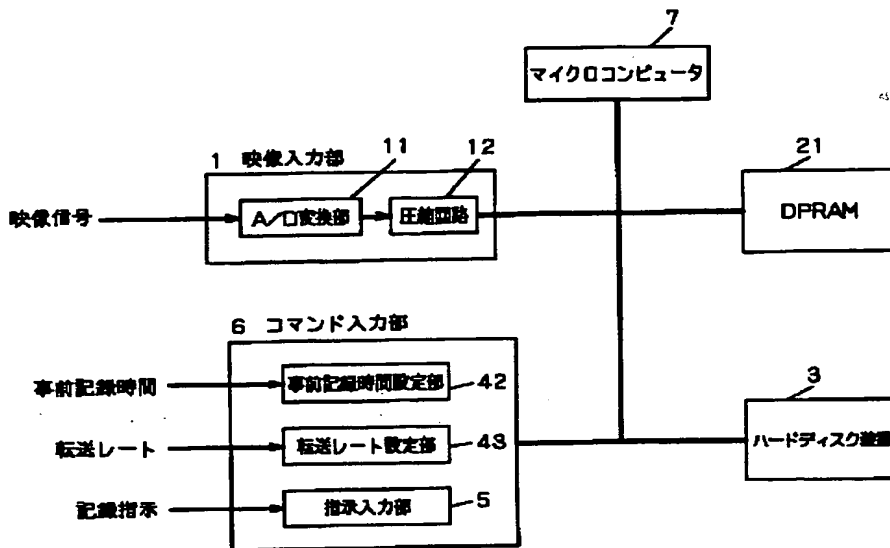 7
マイクロコンピュータ
1 映像入力部
11
12
21
映像信号
A/D変換部
圧縮回路
DPRAM
6 コマンド入力部
事前記録時間
事前記録時間設定部
42
3
転送レート
転送レート設定部
43
ハードディスク装置
記録指示
指示入力部
5